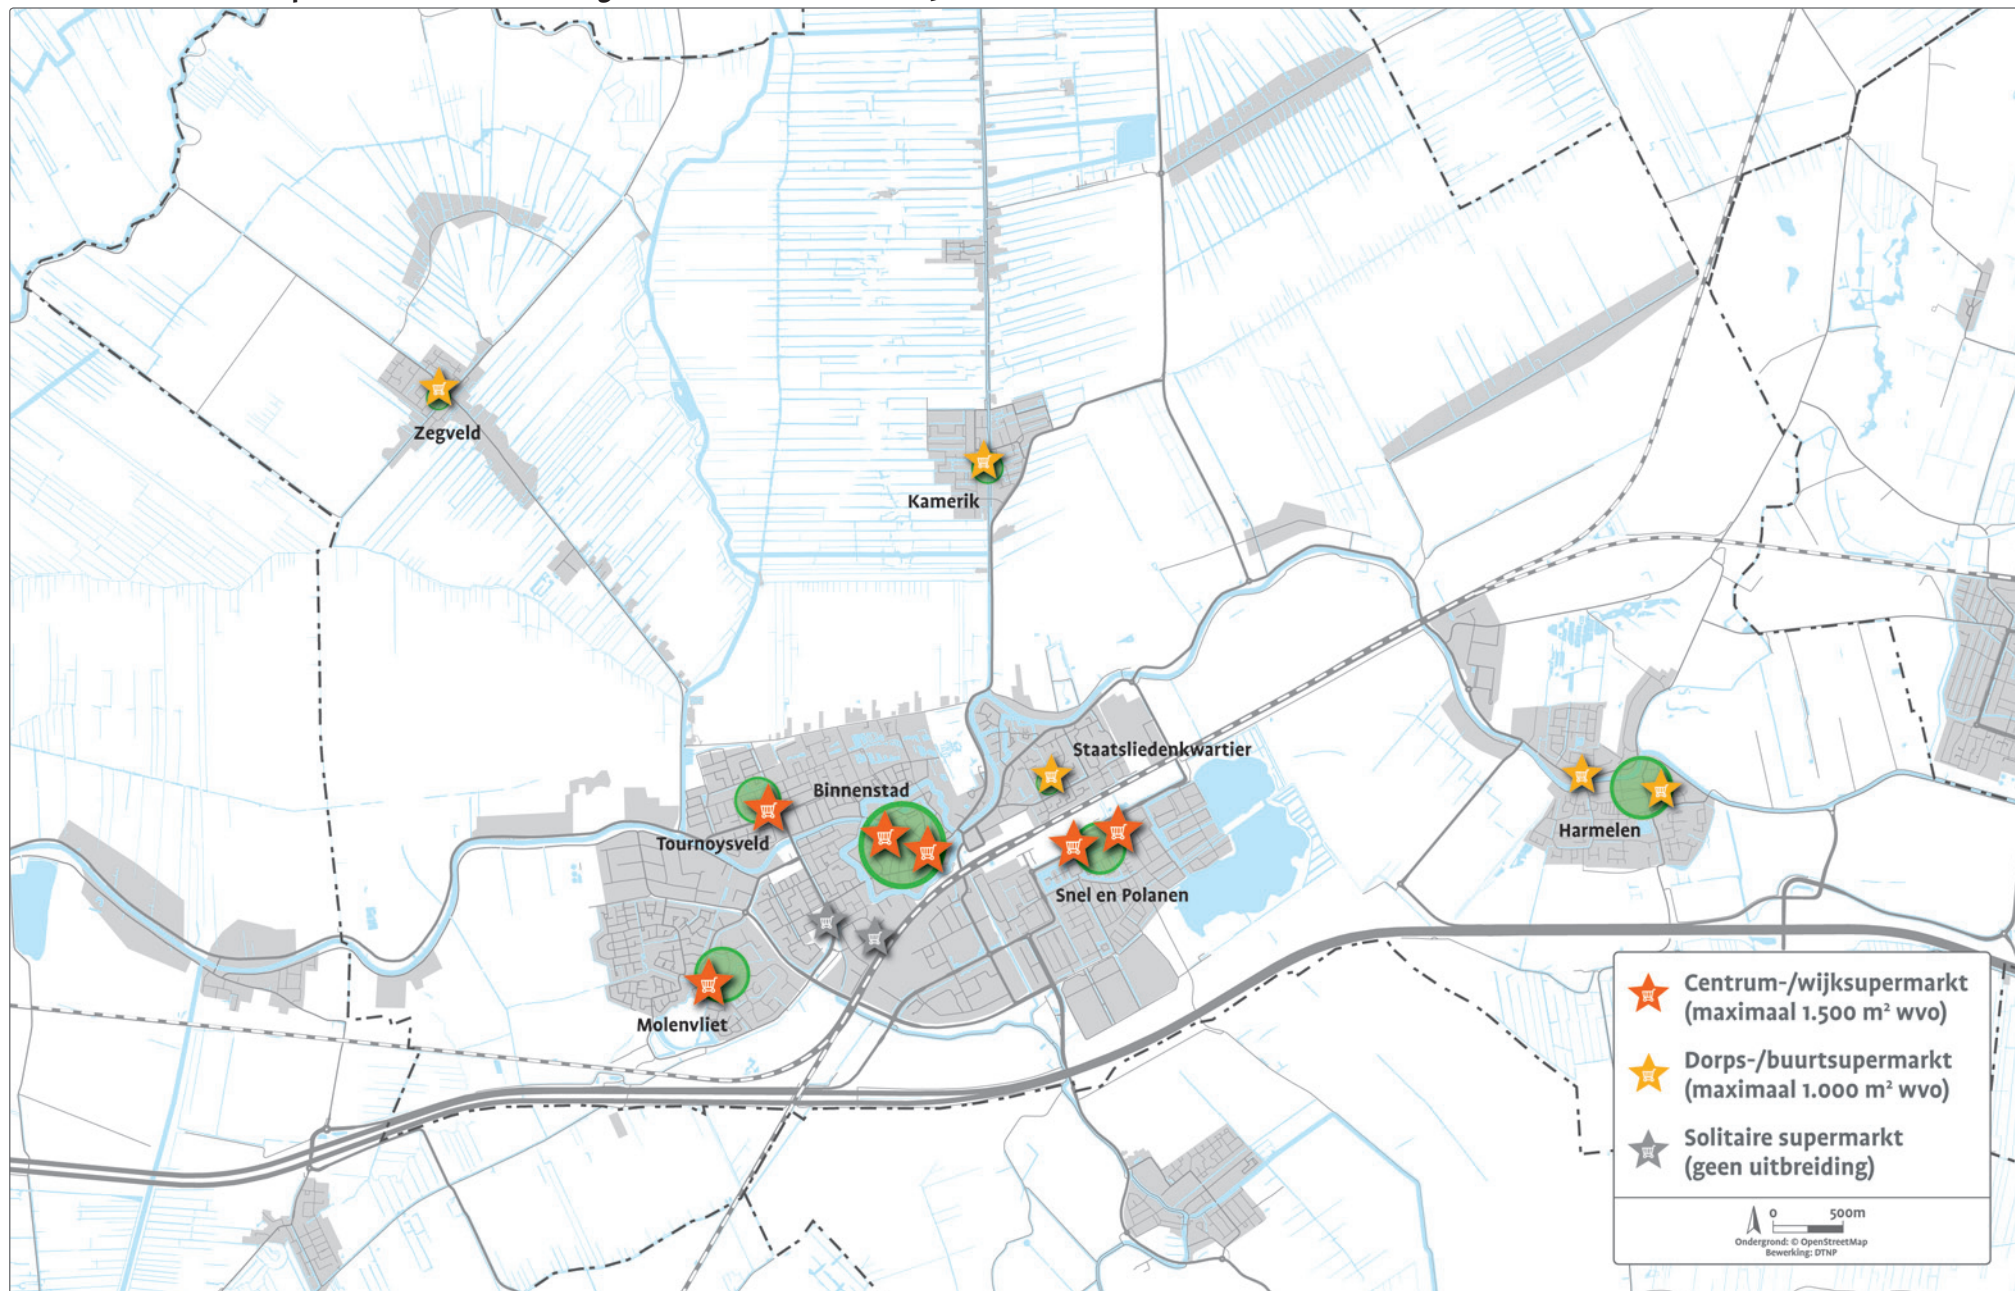 Zegveld
Kamerik
Staatsliedenkwartier
Binnenstad
Tournoysveld
Harmelen
Snel en Polanen
Molenvliet
Centrum-/wijksupermarkt
(maximaal 1.500 m² wvo)
Dorps-/buurtsupermarkt
(maximaal 1.000 m² wvo)
Solitaire supermarkt
(geen uitbreiding)
0 500m
Ondergrond: © OpenStreetMap
Bewerking: DTNP